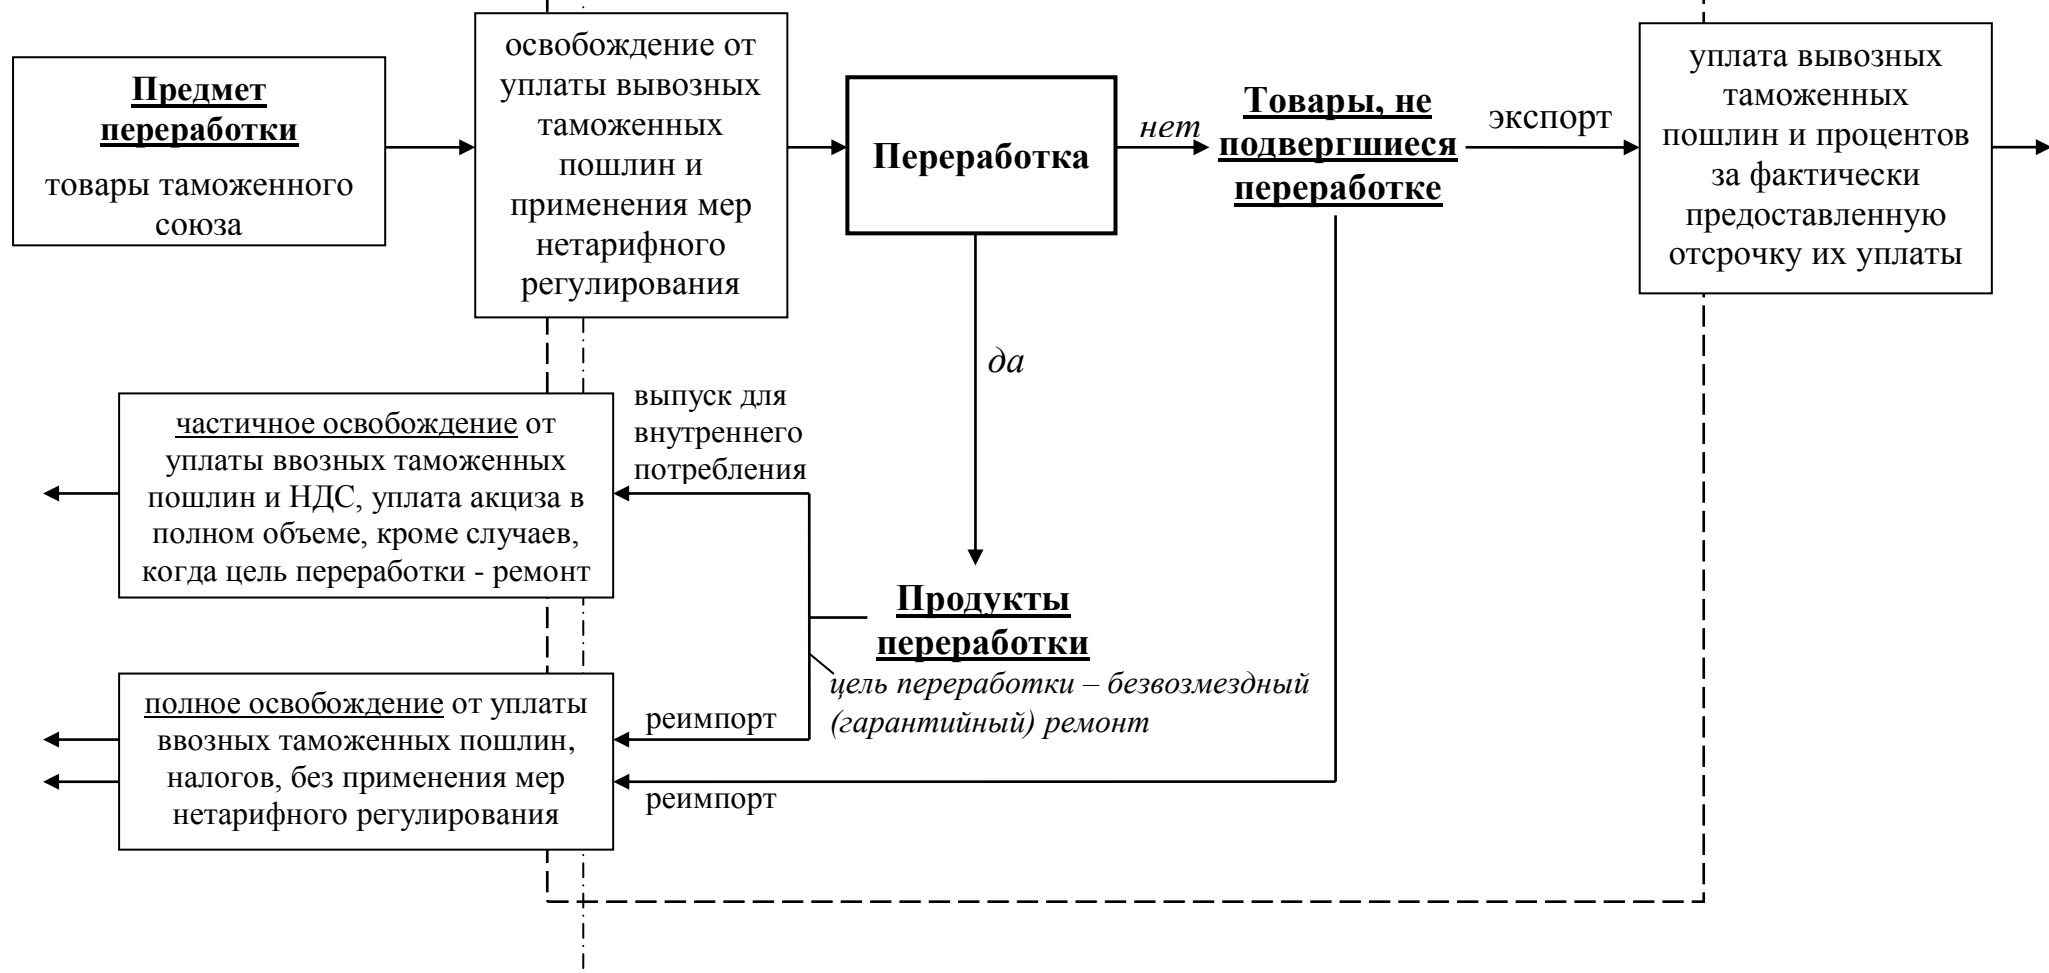 Предмет
переработки
товары таможенного
союза
освобождение от
уплаты вывозных
таможенных
пошлин и
применения мер
нетарифного
регулирования
Переработка
нет
Товары, не
подвергшиеся
переработке
экспорт
уплата вывозных
таможенных
пошлин и процентов
за фактически
предоставленную
отсрочку их уплаты
да
выпуск для
внутреннего
потребления
частичное освобождение от
уплаты ввозных таможенных
пошлин и НДС, уплата акциза в
полном объеме, кроме случаев,
когда цель переработки - ремонт
Продукты
переработки
цель переработки – безвозмездный
(гарантийный) ремонт
реимпорт
полное освобождение от уплаты
ввозных таможенных пошлин,
налогов, без применения мер
нетарифного регулирования
реимпорт